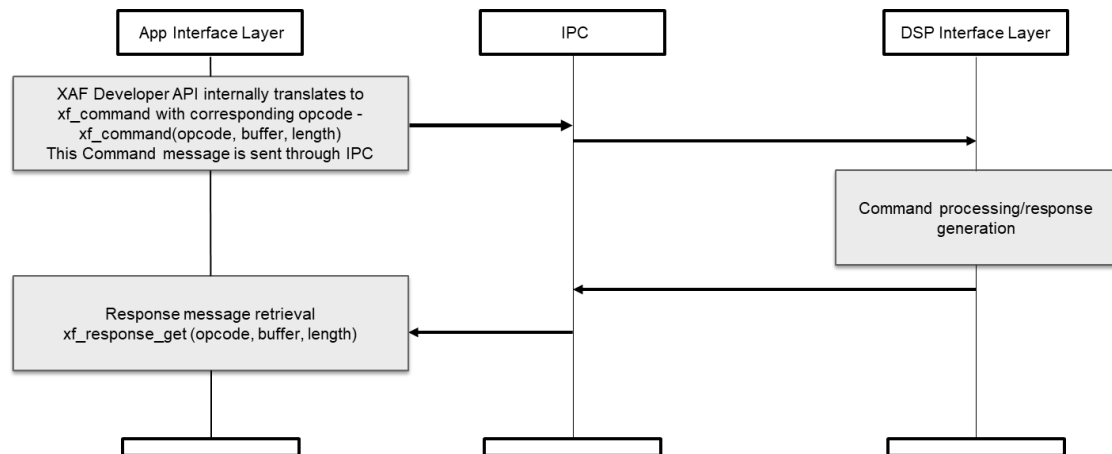 App Interface Layer
IPC
DSP Interface Layer
XAF Developer API internally translates to
xf_command with corresponding opcode -
xf_command(opcode, buffer, length)
This Command message is sent through IPC
Command processing/response
generation
Response message retrieval
xf_response_get (opcode, buffer, length)